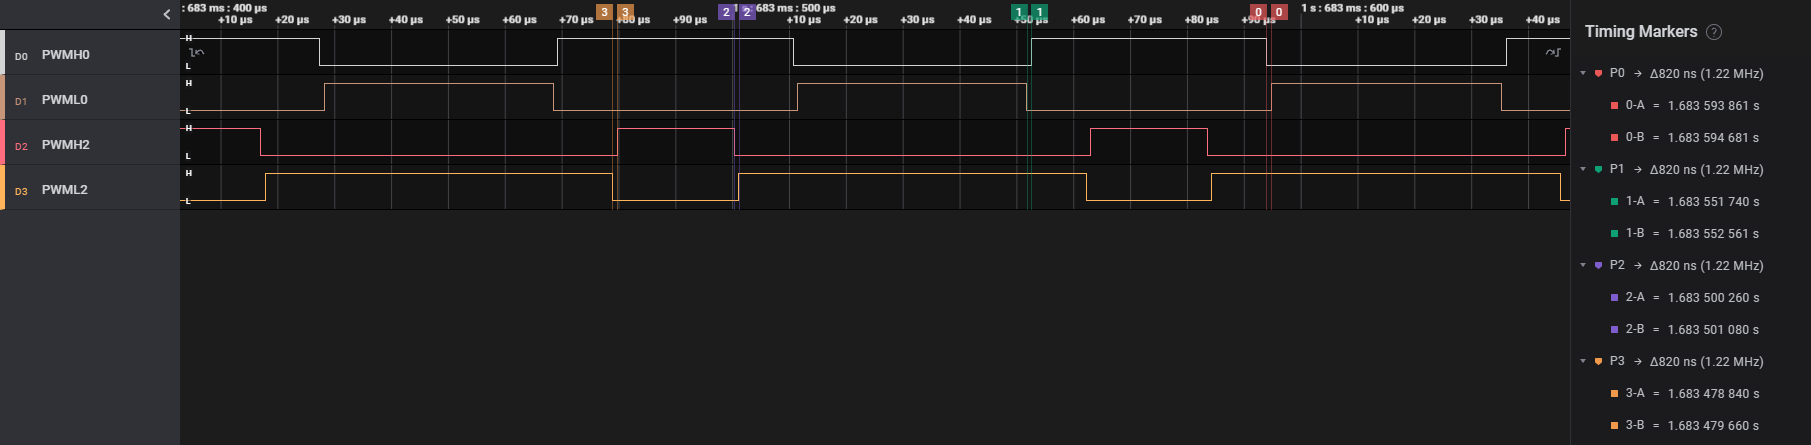 : 683 ms : 400 µs
1 s : 683 ms : 500 µs
1 s : 683 ms : 600 µs
3 3 2 2 1 1 0 0
+10 µs +20 µs +30 µs +40 µs +50 µs +60 µs +70 µs +80 µs +90 µs +10 µs +20 µs +30 µs +40 µs +50 µs +60 µs +70 µs +80 µs +90 µs +10 µs +20 µs +30 µs +40 µs
D0 PWMH0
H
L
D1 PWML0
H
L
D2 PWMH2
H
L
D3 PWML2
H
L
Timing Markers ?
P0 → Δ820 ns (1.22 MHz)
0-A = 1.683 593 861 s
0-B = 1.683 594 681 s
P1 → Δ820 ns (1.22 MHz)
1-A = 1.683 551 740 s
1-B = 1.683 552 561 s
P2 → Δ820 ns (1.22 MHz)
2-A = 1.683 500 260 s
2-B = 1.683 501 080 s
P3 → Δ820 ns (1.22 MHz)
3-A = 1.683 478 840 s
3-B = 1.683 479 660 s